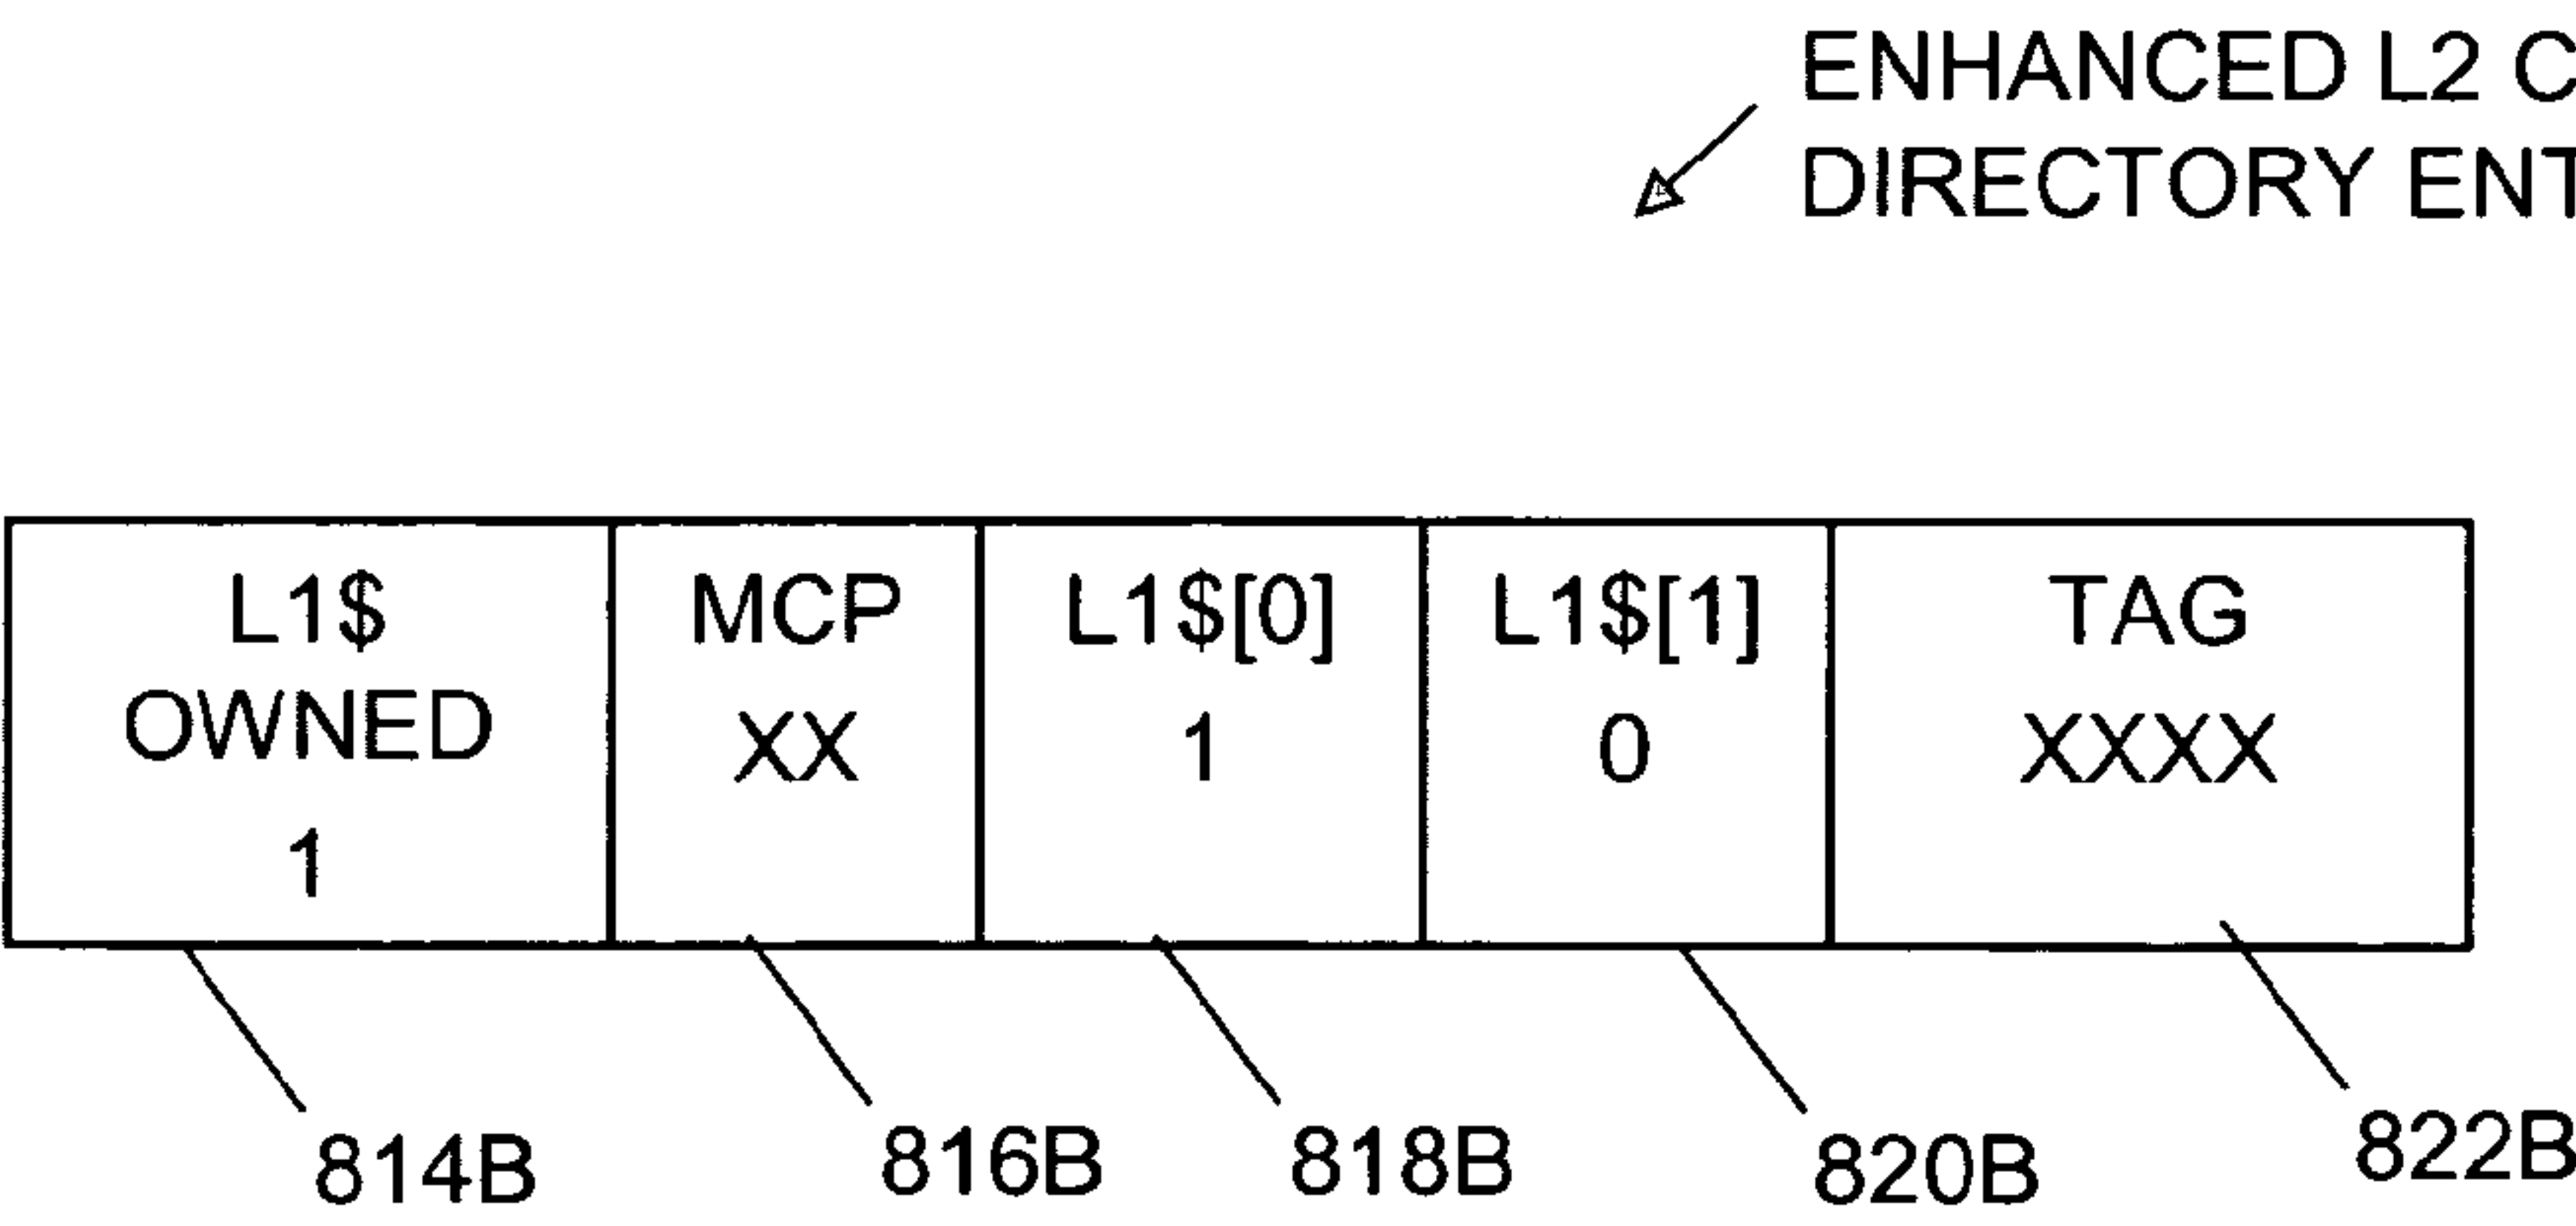 ENHANCED L2 C
DIRECTORY ENT
L1$ OWNED 1
MCP XX
L1$[0] 1
L1$[1] 0
TAG XXXX
814B
816B
818B
820B
822B